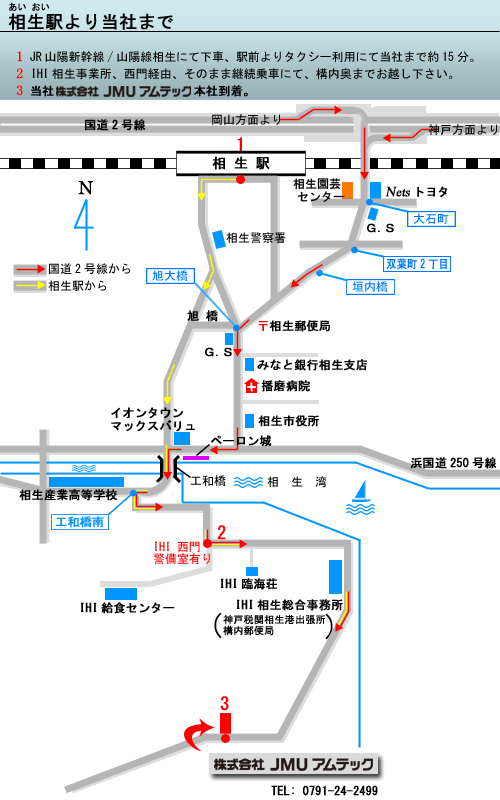 あい おい
相生駅より当社まで
1 JR山陽新幹線/山陽線相生にて下車、駅前よりタクシー利用にて当社まで約15分。
2 IHI相生事業所、西門経由、そのまま継続乗車にて、構内奥までお越し下さい。
3 当社株式会社JMUアムテック本社到着。
岡山方面より
国道2号線
神戸方面より
1
相生駅
N
相生園芸
センター
Nets トヨタ
大石町
G.S
相生警察署
双葉町2丁目
国道2号線から
旭大橋
相生駅から
垣内橋
旭橋
〒相生郵便局
G.S
みなと銀行相生支店
播磨病院
イオンタウン
マックスバリュ
相生市役所
ペーロン城
浜国道250号線
工和橋
相生湾
相生産業高等学校
工和橋南
2
IHI 西門
警備室有り
IHI 臨海荘
IHI 給食センター
IHI 相生総合事務所
(神戸税関相生港出張所
構内郵便局)
3
株式会社 JMU アムテック
TEL: 0791-24-2499